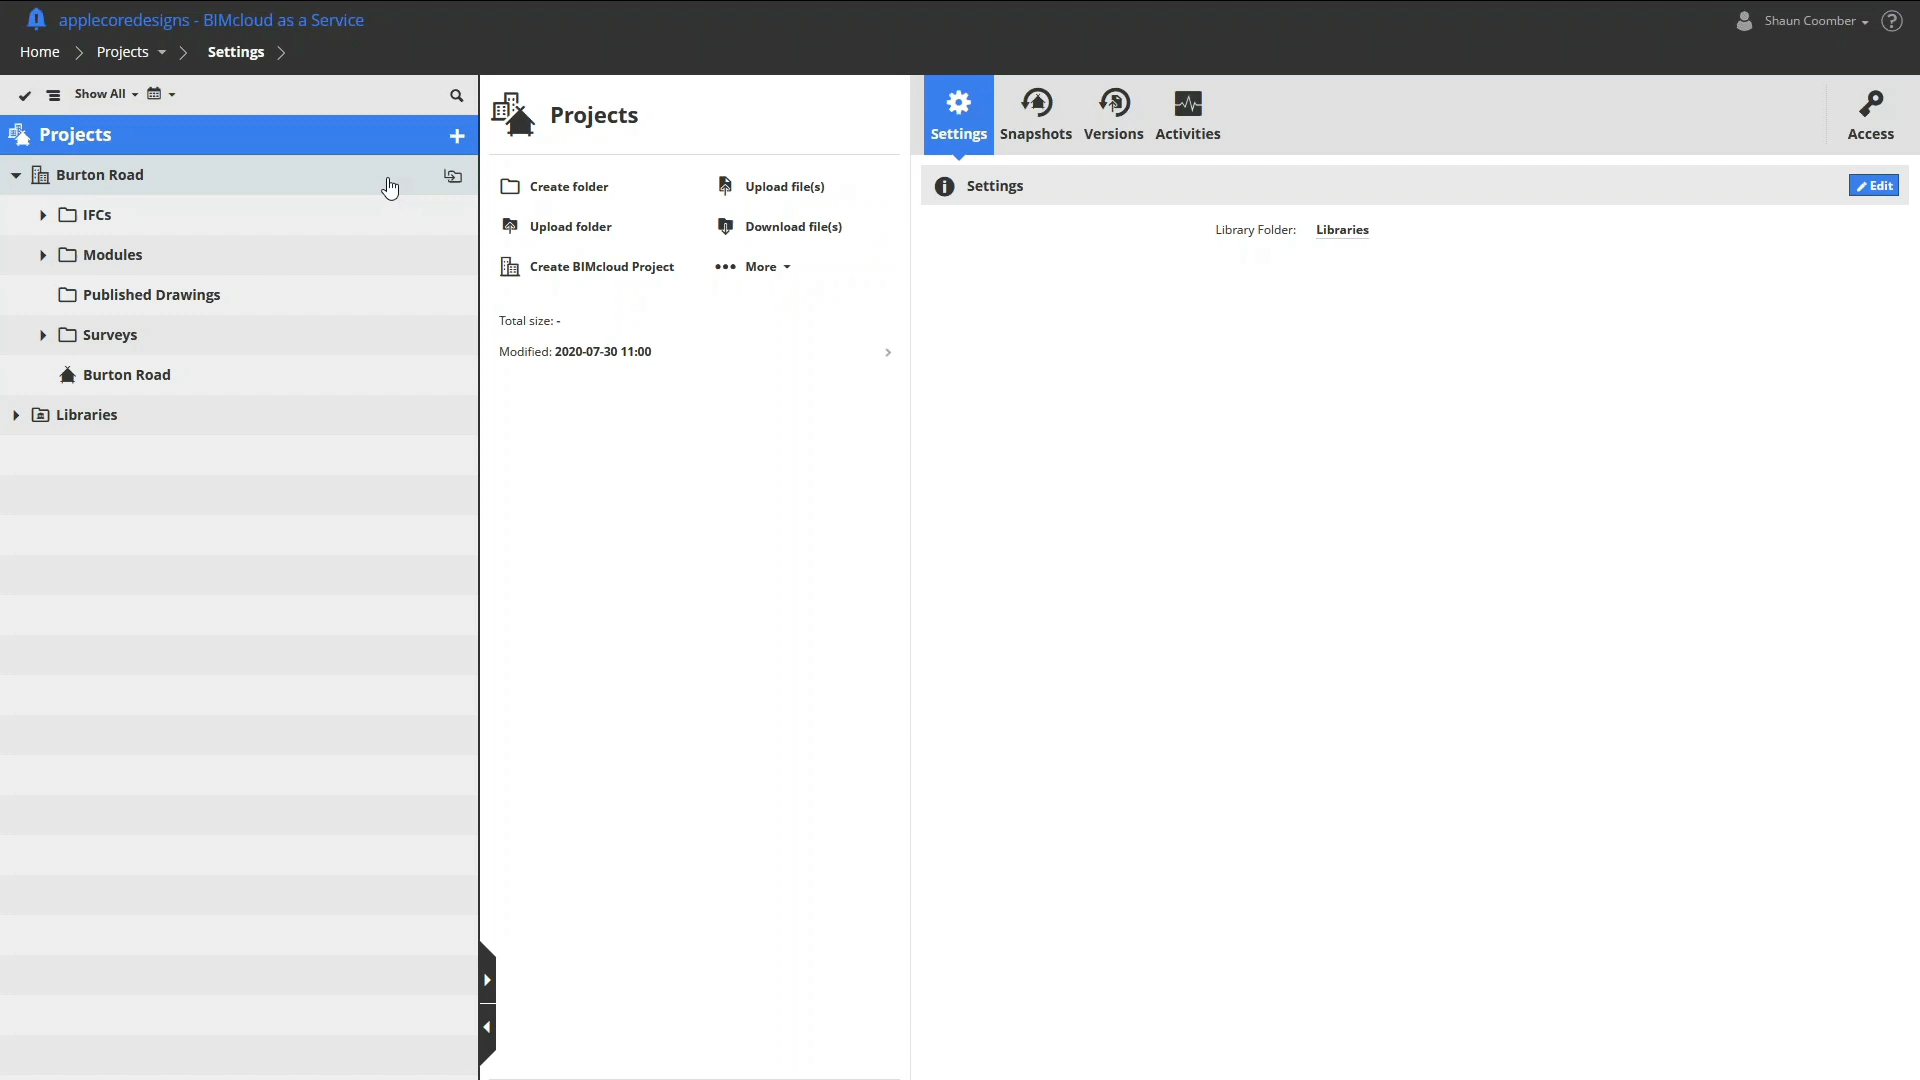 applecoredesigns - BIMcloud as a Service
Shaun Coomber
?
Home
Projects
Settings
Show All
Projects
Burton Road
IFCs
Modules
Published Drawings
Surveys
Burton Road
Libraries
Projects
Create folder
Upload file(s)
Upload folder
Download file(s)
Create BIMcloud Project
More
Total size: -
Modified: 2020-07-30 11:00
Settings
Snapshots
Versions
Activities
Access
Settings
Edit
Library Folder: Libraries